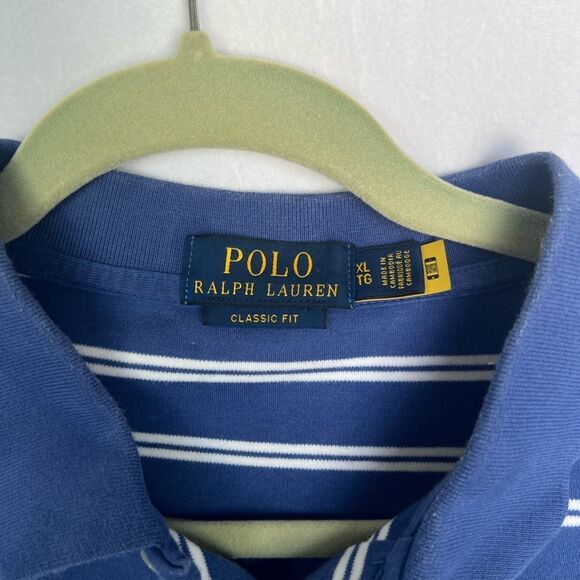 POLO
RALPH LAUREN
CLASSIC FIT
XL
TG
MADE IN
CAMBODIA
FABRIQUÉ AU
CAMBODGE